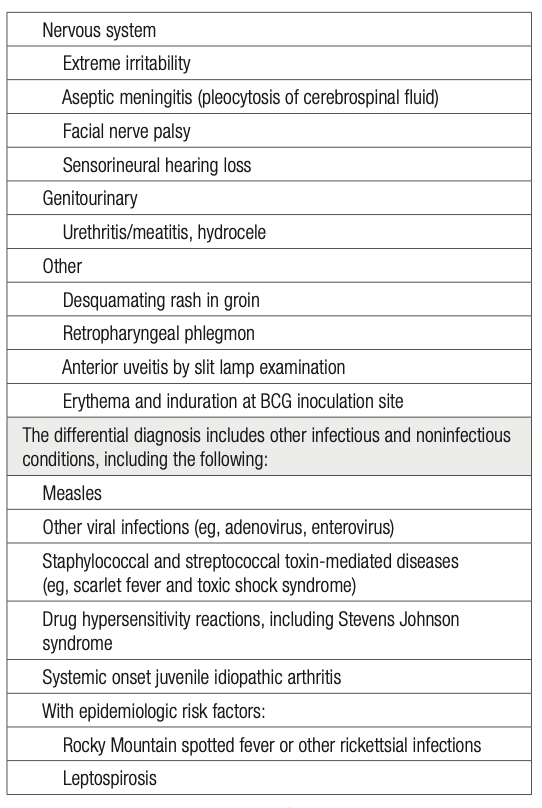 Nervous system
Extreme irritability
Aseptic meningitis (pleocytosis of cerebrospinal fluid)
Facial nerve palsy
Sensorineural hearing loss
Genitourinary
Urethritis/meatitis, hydrocele
Other
Desquamating rash in groin
Retropharyngeal phlegmon
Anterior uveitis by slit lamp examination
Erythema and induration at BCG inoculation site
The differential diagnosis includes other infectious and noninfectious
conditions, including the following:
Measles
Other viral infections (eg, adenovirus, enterovirus)
Staphylococcal and streptococcal toxin-mediated diseases
(eg, scarlet fever and toxic shock syndrome)
Drug hypersensitivity reactions, including Stevens Johnson
syndrome
Systemic onset juvenile idiopathic arthritis
With epidemiologic risk factors:
Rocky Mountain spotted fever or other rickettsial infections
Leptospirosis